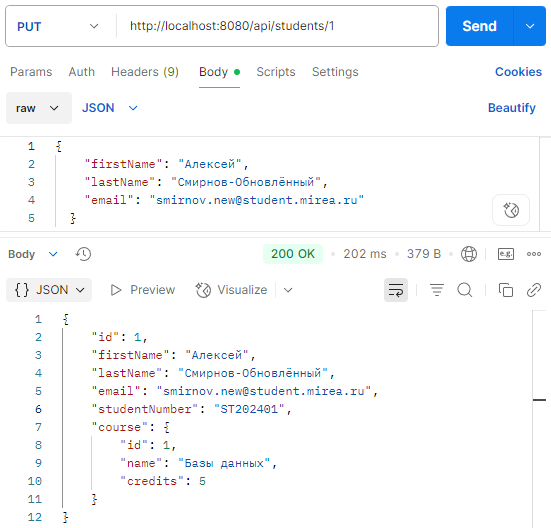 PUT http://localhost:8080/api/students/1 Send
Params Auth Headers (9) Body Scripts Settings Cookies
raw JSON Beautify
1 {
2 "firstName": "Алексей",
3 "lastName": "Смирнов-Обновлённый",
4 "email": "smirnov.new@student.mirea.ru"
5 }
Body 200 OK • 202 ms • 379 B e.g.
{} JSON Preview Visualize
1 {
2 "id": 1,
3 "firstName": "Алексей",
4 "lastName": "Смирнов-Обновлённый",
5 "email": "smirnov.new@student.mirea.ru",
6 "studentNumber": "ST202401",
7 "course": {
8 "id": 1,
9 "name": "Базы данных",
10 "credits": 5
11 }
12 }